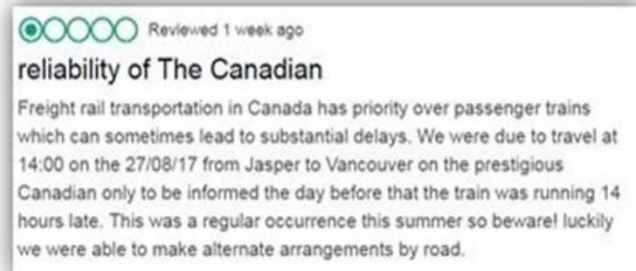 Reviewed 1 week ago
reliability of The Canadian
Freight rail transportation in Canada has priority over passenger trains
which can sometimes lead to substantial delays. We were due to travel at
14:00 on the 27/08/17 from Jasper to Vancouver on the prestigious
Canadian only to be informed the day before that the train was running 14
hours late. This was a regular occurrence this summer so beware! luckily
we were able to make alternate arrangements by road.